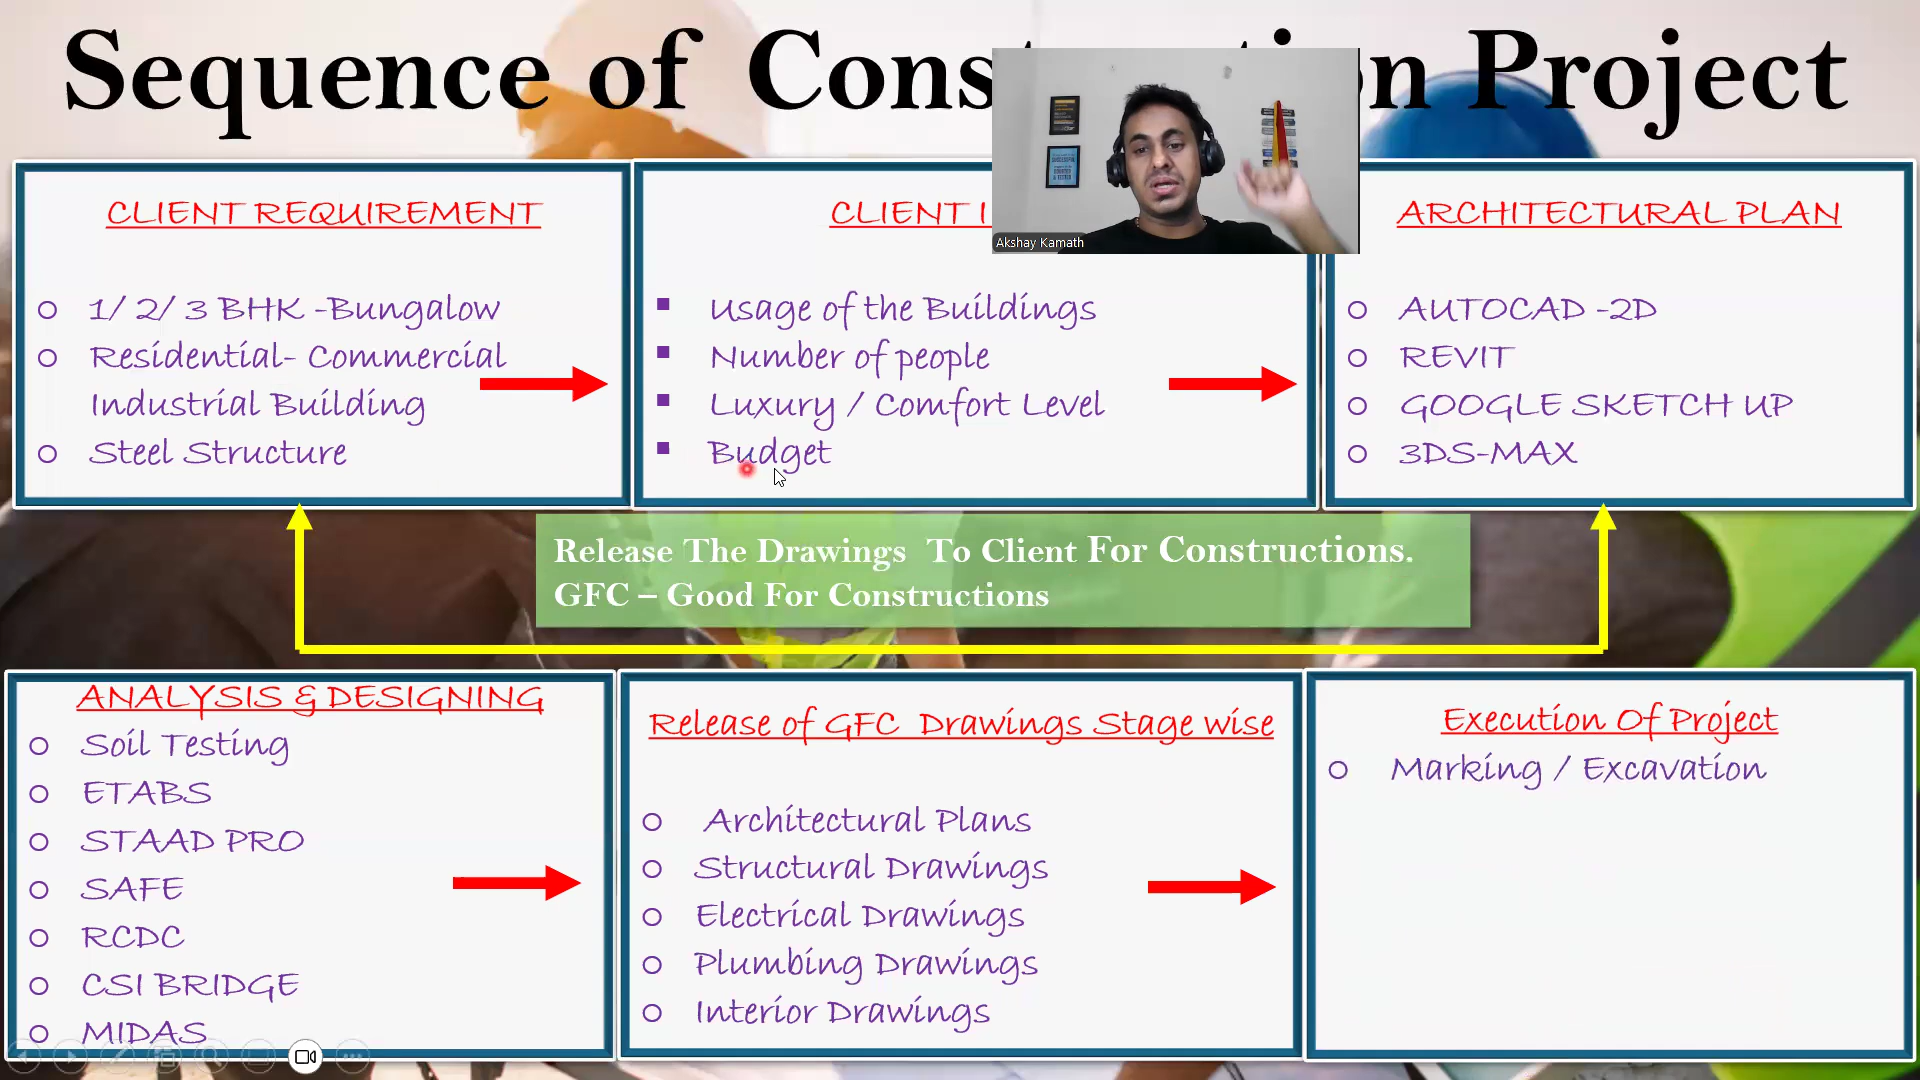 Sequence of Cons on Project
Akshay Kamath
CLIENT REQUIREMENT
1/ 2/ 3 BHK -Bungalow
Residential- Commercial
Industrial Building
Steel Structure
CLIENT
Usage of the Buildings
Number of people
Luxury / Comfort Level
Budget
ARCHITECTURAL PLAN
AUTOCAD -2D
REVIT
GOOGLE SKETCH UP
3DS-MAX
Release The Drawings To Client For Constructions.
GFC – Good For Constructions
ANALYSIS & DESIGNING
Soil Testing
ETABS
STAAD PRO
SAFE
RCDC
CSI BRIDGE
MIDAS
Release of GFC Drawings Stage wise
Architectural Plans
Structural Drawings
Electrical Drawings
Plumbing Drawings
Interior Drawings
Execution Of Project
Marking / Excavation